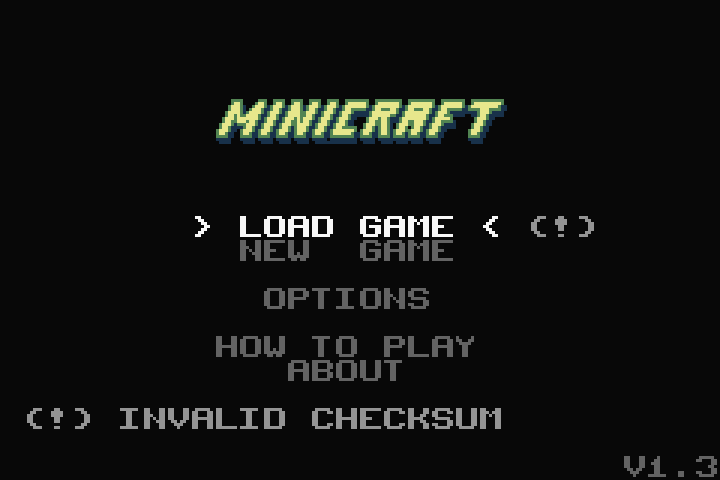 MINICRAFT
> LOAD GAME < (!)
NEW GAME
OPTIONS
HOW TO PLAY
ABOUT
(!) INVALID CHECKSUM
V1.3